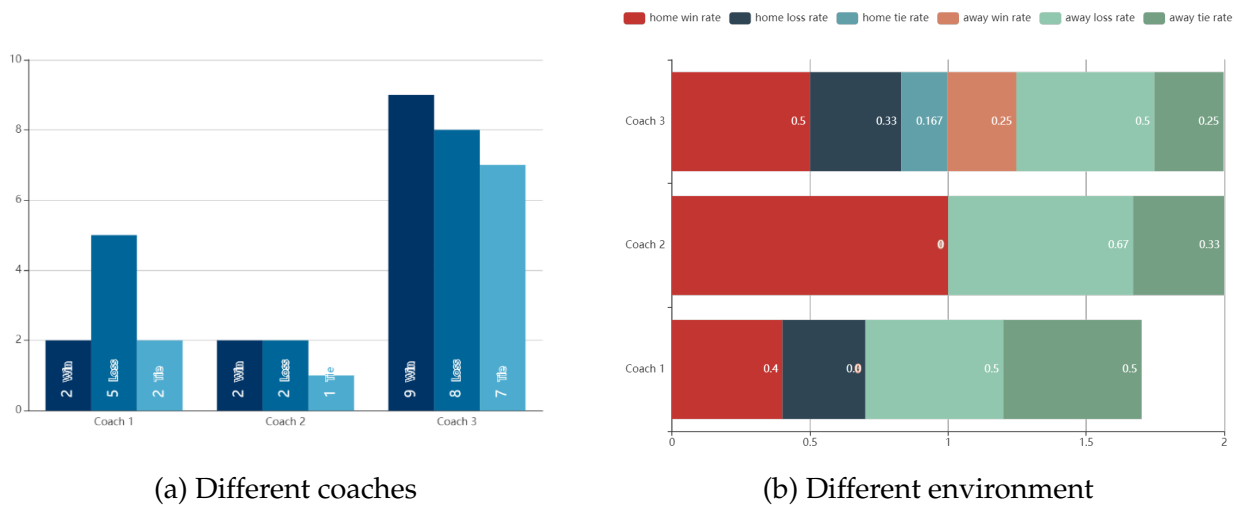 home win rate home loss rate home tie rate away win rate away loss rate away tie rate
10
8
6
4
2
0
2 Win
5 Loss
2 Tie
2 Win
2 Loss
1 Tie
9 Win
8 Loss
7 Tie
Coach 1 Coach 2 Coach 3
Coach 3
0.5 0.33 0.167 0.25 0.5 0.25
Coach 2
0.67 0.33
Coach 1
0.4 0.5 0.5
0 0.5 1 1.5 2
(a) Different coaches
(b) Different environment